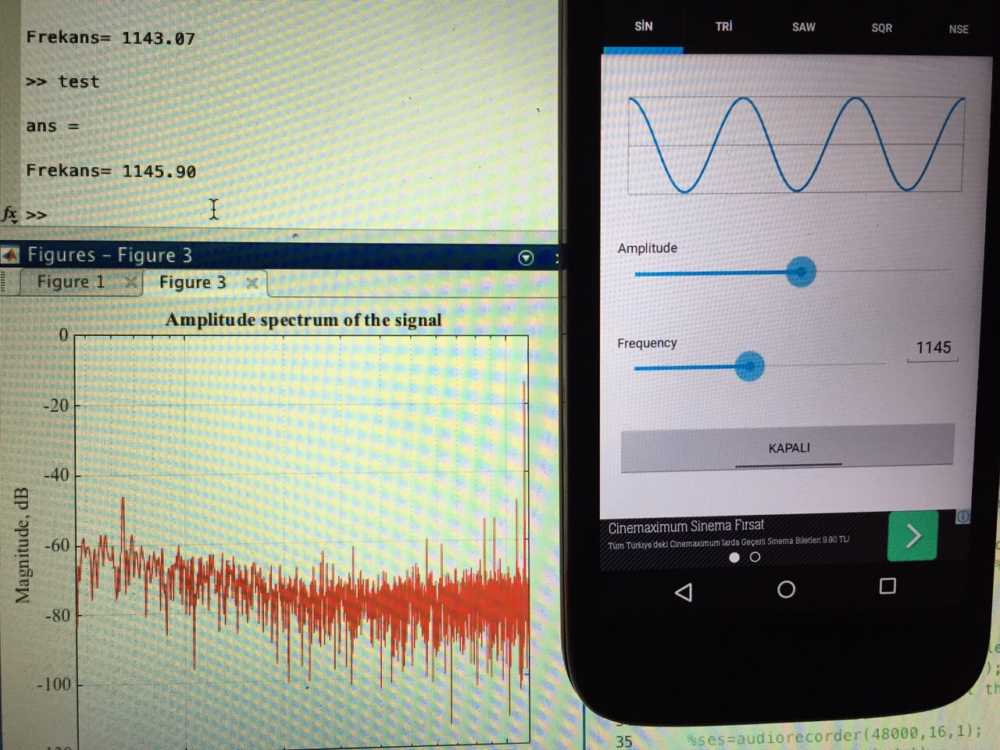 Frekans= 1143.07
>> test
ans =
Frekans= 1145.90
fx >>
Figures - Figure 3
Figure 1
Figure 3
Amplitude spectrum of the signal
0
-20
-40
-60
-80
-100
Magnitude, dB
SİN TRİ SAW SQR NSE
Amplitude
Frequency
1145
KAPALI
Cinemaximum Sinema Fırsat
Tüm Türkiye'deki Cinemaximum'larda Geçerli Sinema Biletleri 9.90 TL!
35 %ses=audiorecorder(48000,16,1);